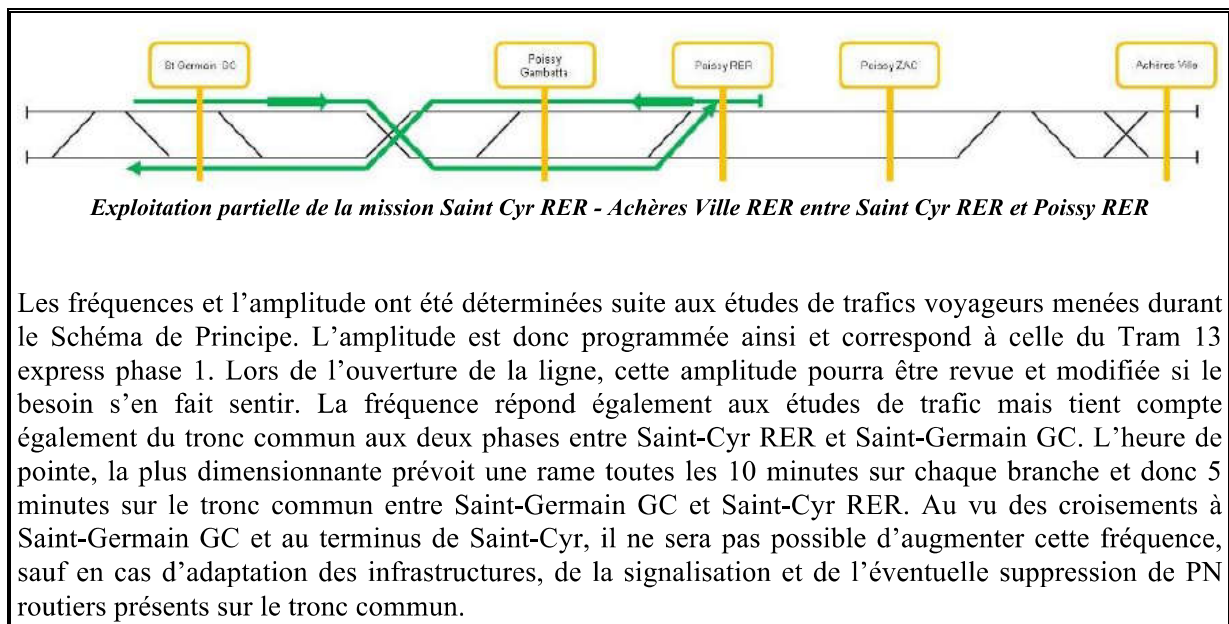 St Germain GC
Poissy
Gambatta
Poissy RER
Poissy ZAC
Achères Ville
Exploitation partielle de la mission Saint Cyr RER - Achères Ville RER entre Saint Cyr RER et Poissy RER
Les fréquences et l’amplitude ont été déterminées suite aux études de trafics voyageurs menées durant
le Schéma de Principe. L’amplitude est donc programmée ainsi et correspond à celle du Tram 13
express phase 1. Lors de l’ouverture de la ligne, cette amplitude pourra être revue et modifiée si le
besoin s’en fait sentir. La fréquence répond également aux études de trafic mais tient compte
également du tronc commun aux deux phases entre Saint-Cyr RER et Saint-Germain GC. L’heure de
pointe, la plus dimensionnante prévoit une rame toutes les 10 minutes sur chaque branche et donc 5
minutes sur le tronc commun entre Saint-Germain GC et Saint-Cyr RER. Au vu des croisements à
Saint-Germain GC et au terminus de Saint-Cyr, il ne sera pas possible d’augmenter cette fréquence,
sauf en cas d’adaptation des infrastructures, de la signalisation et de l’éventuelle suppression de PN
routiers présents sur le tronc commun.